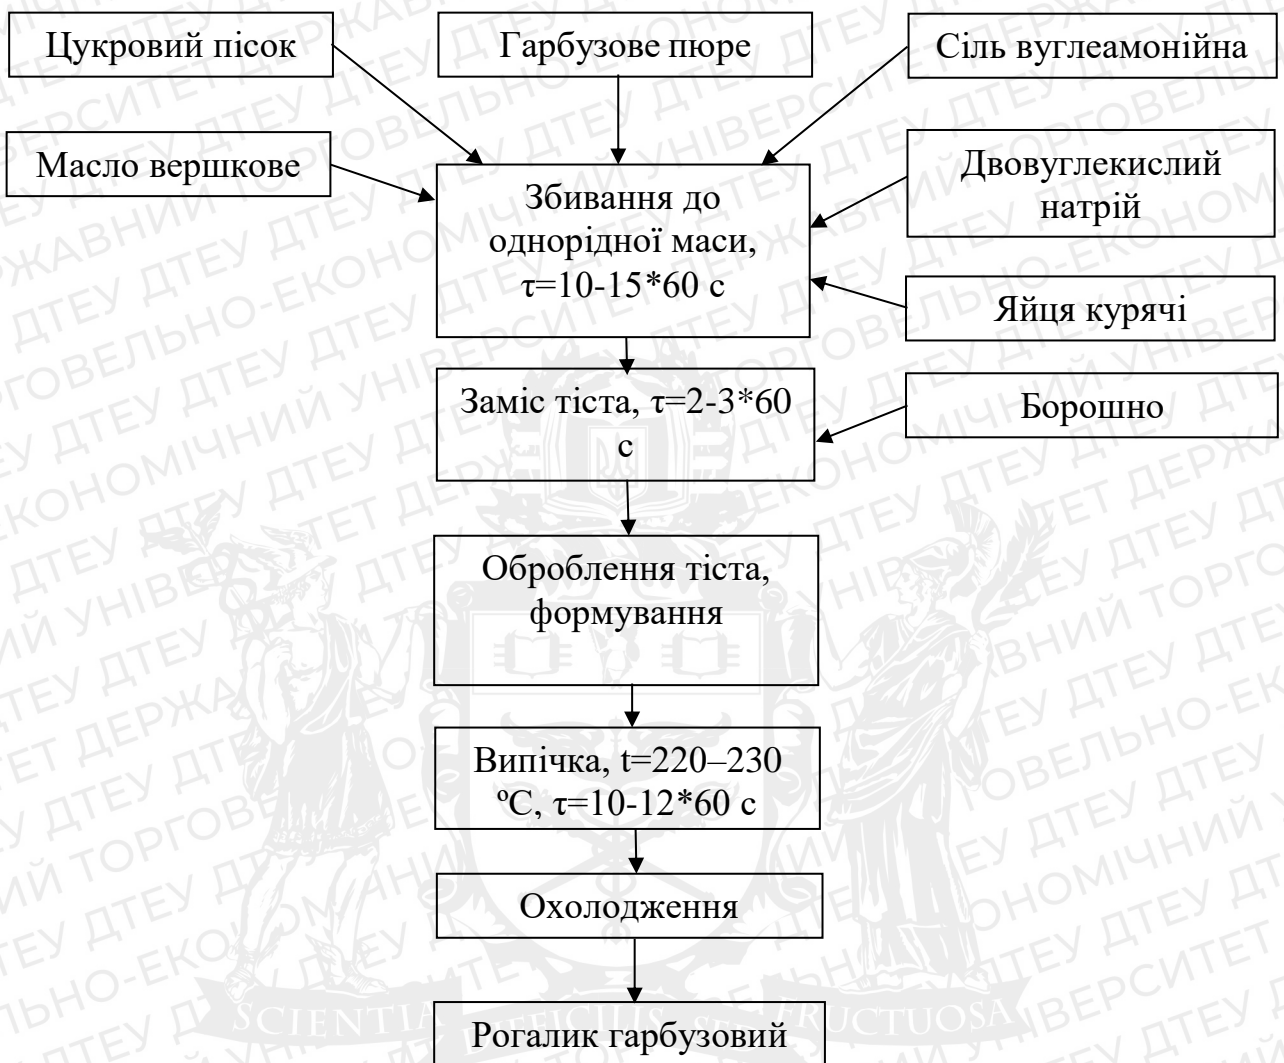 Цукровий пісок
Гарбузове пюре
Сіль вуглеамонійна
Масло вершкове
Збивання до
однорідної маси,
τ=10-15*60 с
Двовуглекислий
натрій
Яйця курячі
Заміс тіста, τ=2-3*60
с
Борошно
Оброблення тіста,
формування
Випічка, t=220–230
ºС, τ=10-12*60 с
Охолодження
Рогалик гарбузовий